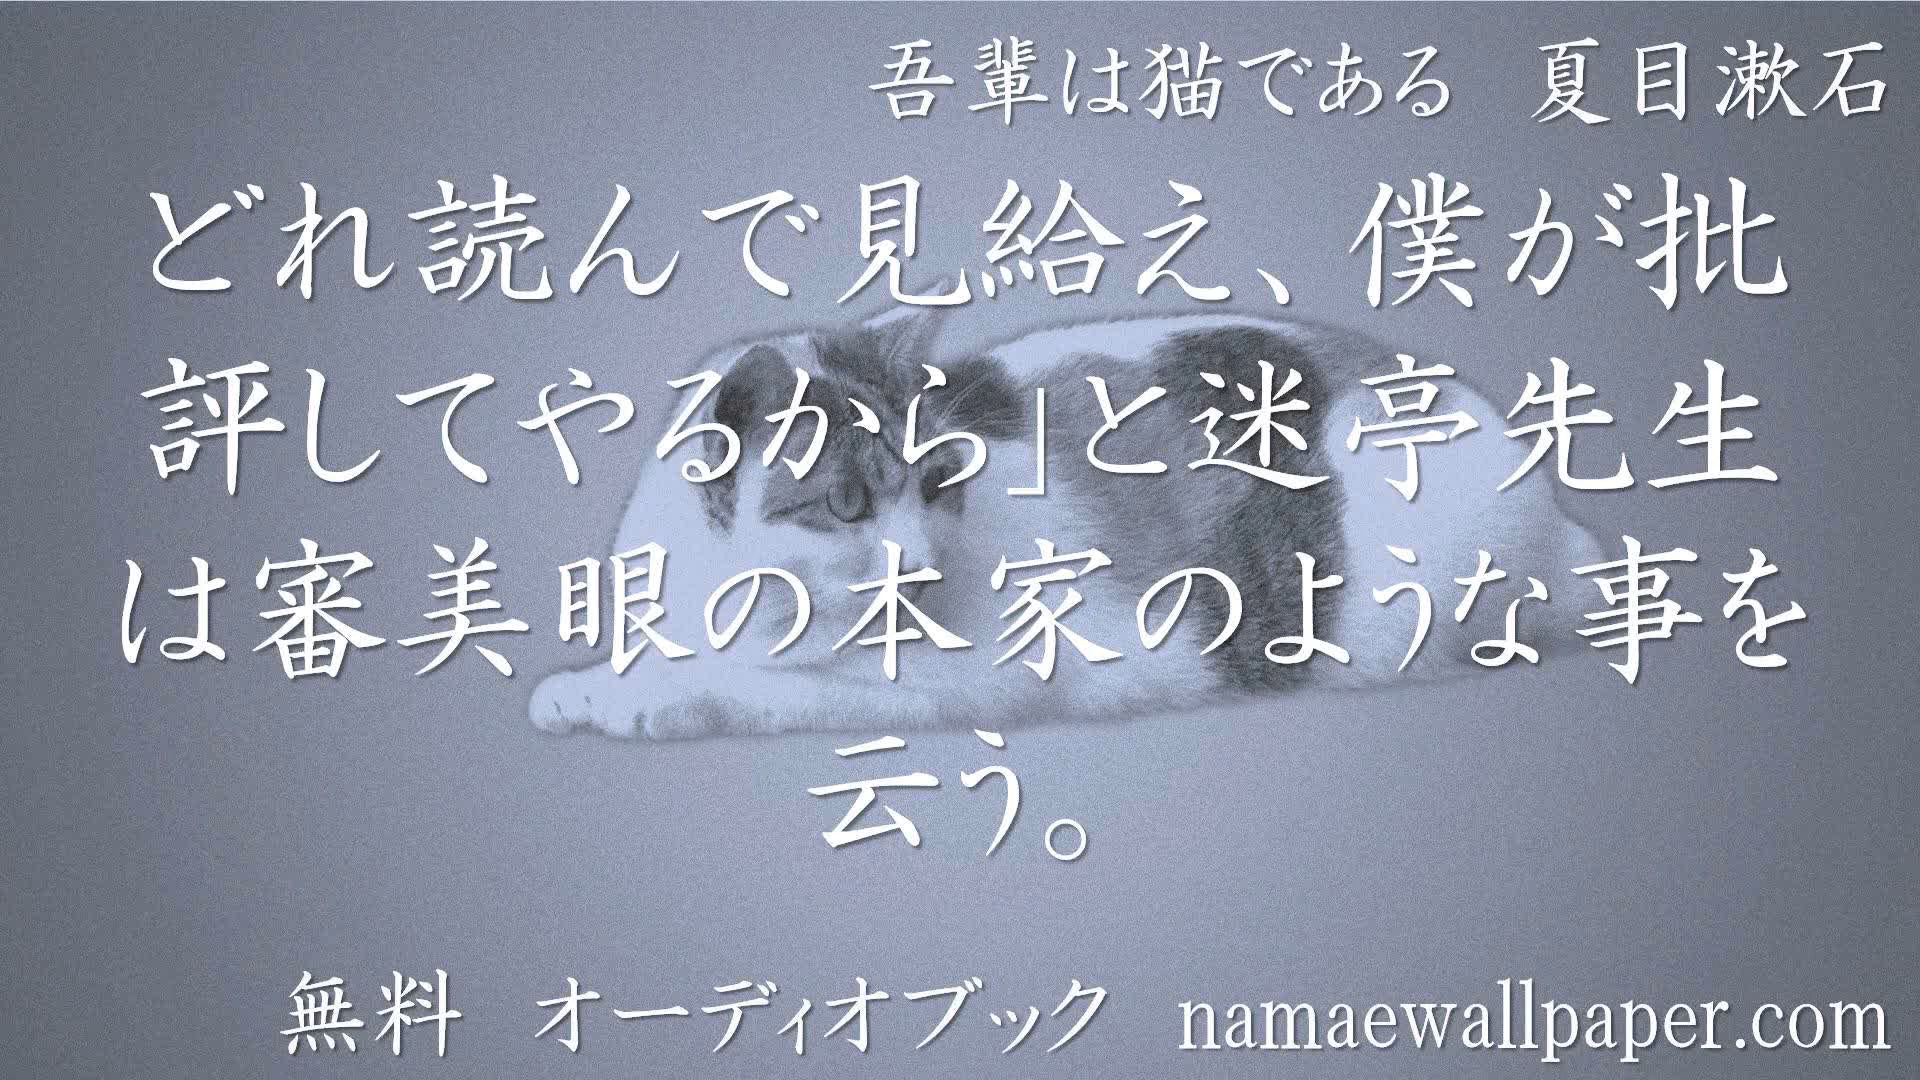 吾輩は猫である　夏目漱石
どれ読んで見給え、僕が批
評してやるから」と迷亭先生
は審美眼の本家のような事を
云う。
無料　オーディオブック　namaewallpaper.com